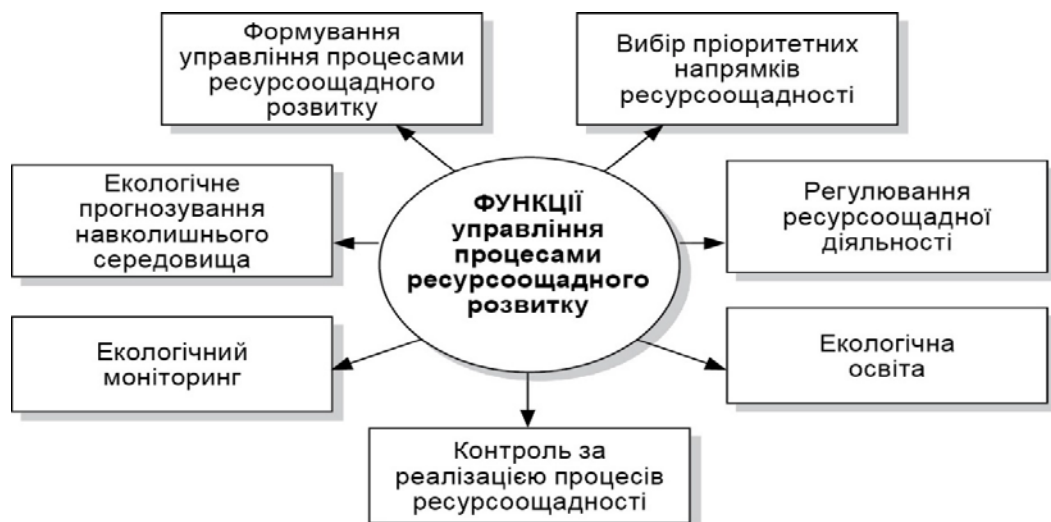 Формування
управління процесами
ресурсоощадного
розвитку
Вибір пріоритетних
напрямків
ресурсоощадності
Екологічне
прогнозування
навколишнього
середовища
ФУНКЦІЇ
управління
процесами
ресурсоощадного
розвитку
Регулювання
ресурсоощадної
діяльності
Екологічний
моніторинг
Екологічна
освіта
Контроль за
реалізацією процесів
ресурсоощадності